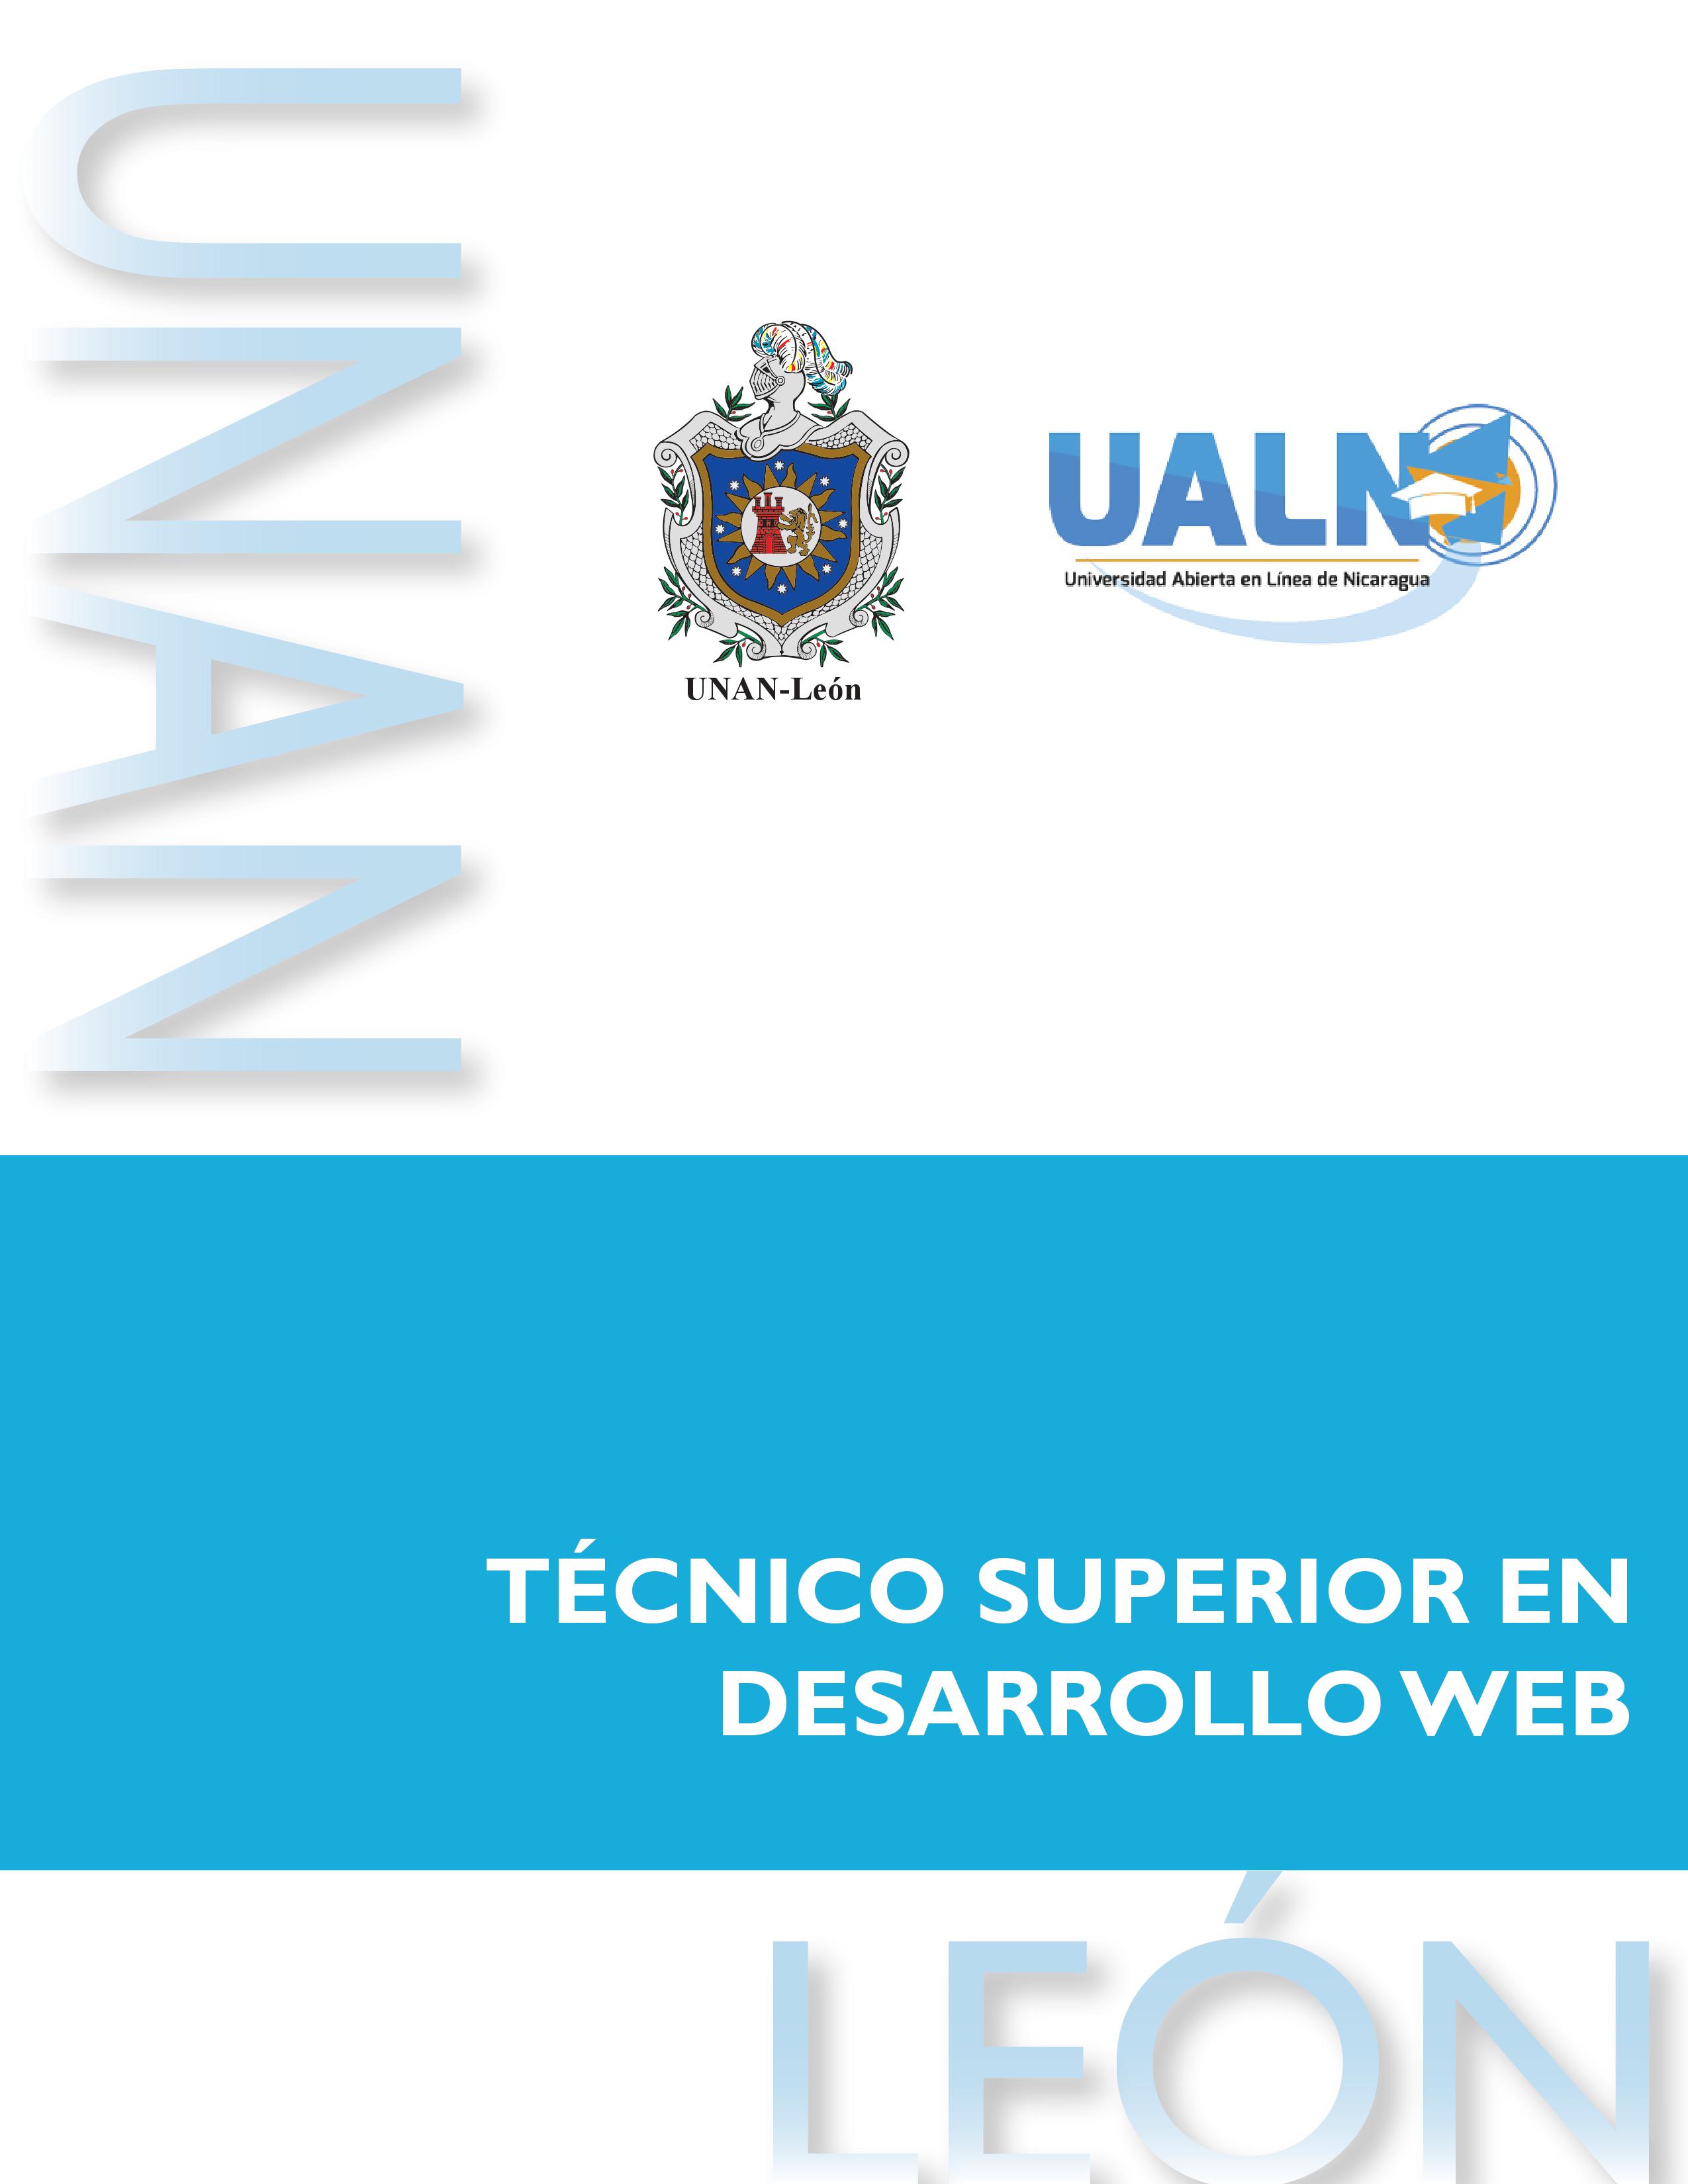 UNAN
UNAN-León
UALN
Universidad Abierta en Línea de Nicaragua
TÉCNICO SUPERIOR EN
DESARROLLO WEB
LEÓN